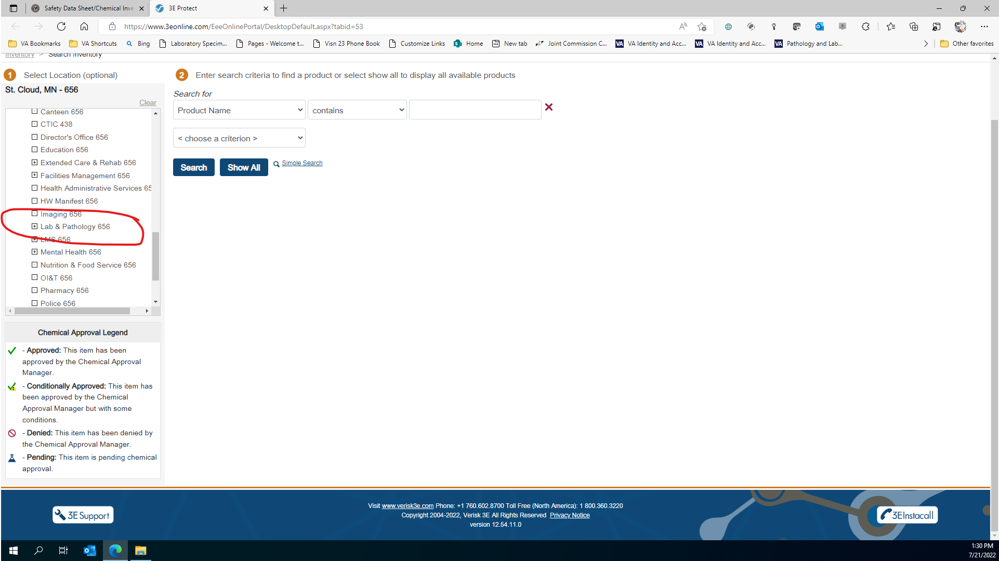 Safety Data Sheet/Chemical Inve
3E Protect
https://www.3eonline.com/EeeOnlinePortal/DesktopDefault.aspx?tabid=53
VA Bookmarks
VA Shortcuts
Bing
Laboratory Specim...
Pages - Welcome t...
Visn 23 Phone Book
Customize Links
Home
New tab
Joint Commission C...
VA Identity and Acc...
VA Identity and Acc...
Pathology and Lab...
Other favorites
Inventory > Search Inventory
1 Select Location (optional)
St. Cloud, MN - 656
Clear
Canteen 656
CTIC 438
Director's Office 656
Education 656
Extended Care & Rehab 656
Facilities Management 656
Health Administrative Services 65
HW Manifest 656
Imaging 656
Lab & Pathology 656
LMS 656
Mental Health 656
Nutrition & Food Service 656
OI&T 656
Pharmacy 656
Police 656
Chemical Approval Legend
- Approved: This item has been
approved by the Chemical Approval
Manager.
- Conditionally Approved: This item has
been approved by the Chemical
Approval Manager but with some
conditions.
- Denied: This item has been denied by
the Chemical Approval Manager.
- Pending: This item is pending chemical
approval.
2 Enter search criteria to find a product or select show all to display all available products
Search for
Product Name
contains
< choose a criterion >
Search
Show All
Simple Search
3E Support
Visit www.verisk3e.com Phone: +1 760.602.8700 Toll Free (North America): 1 800.360.3220
Copyright 2004-2022, Verisk 3E All Rights Reserved Privacy Notice
version 12.54.11.0
3E Instacall
1:30 PM
7/21/2022